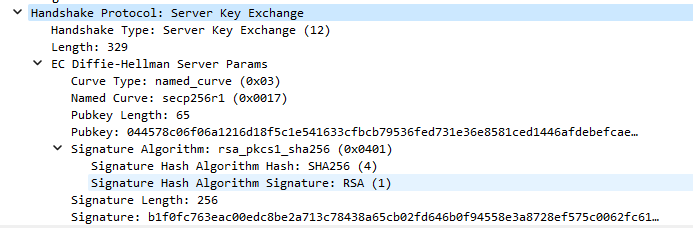 Handshake Protocol: Server Key Exchange
Handshake Type: Server Key Exchange (12)
Length: 329
EC Diffie-Hellman Server Params
Curve Type: named_curve (0x03)
Named Curve: secp256r1 (0x0017)
Pubkey Length: 65
Pubkey: 044578c06f06a1216d18f5c1e541633cfbcb79536fed731e36e8581ced1446afdebefcae…
Signature Algorithm: rsa_pkcs1_sha256 (0x0401)
Signature Hash Algorithm Hash: SHA256 (4)
Signature Hash Algorithm Signature: RSA (1)
Signature Length: 256
Signature: b1f0fc763eac00edc8be2a713c78438a65cb02fd646b0f94558e3a8728ef575c0062fc61…